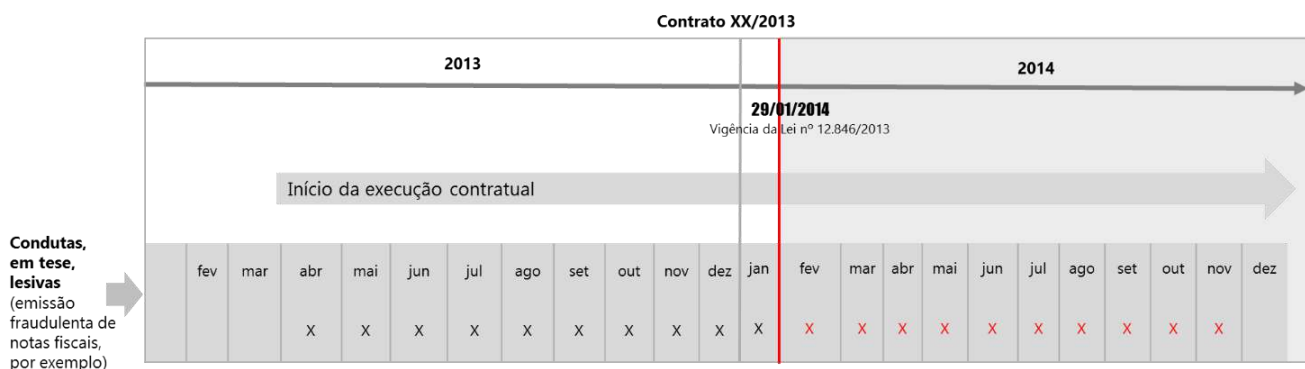 Contrato XX/2013
2013
2014
29/01/2014
Vigência da Lei nº 12.846/2013
Início da execução contratual
Condutas,
em tese,
lesivas
(emissão
fraudulenta de
notas fiscais,
por exemplo)
fev mar abr mai jun jul ago set out nov dez jan fev mar abr mai jun jul ago set out nov dez
X X X X X X X X X X X X X X X X X X X X